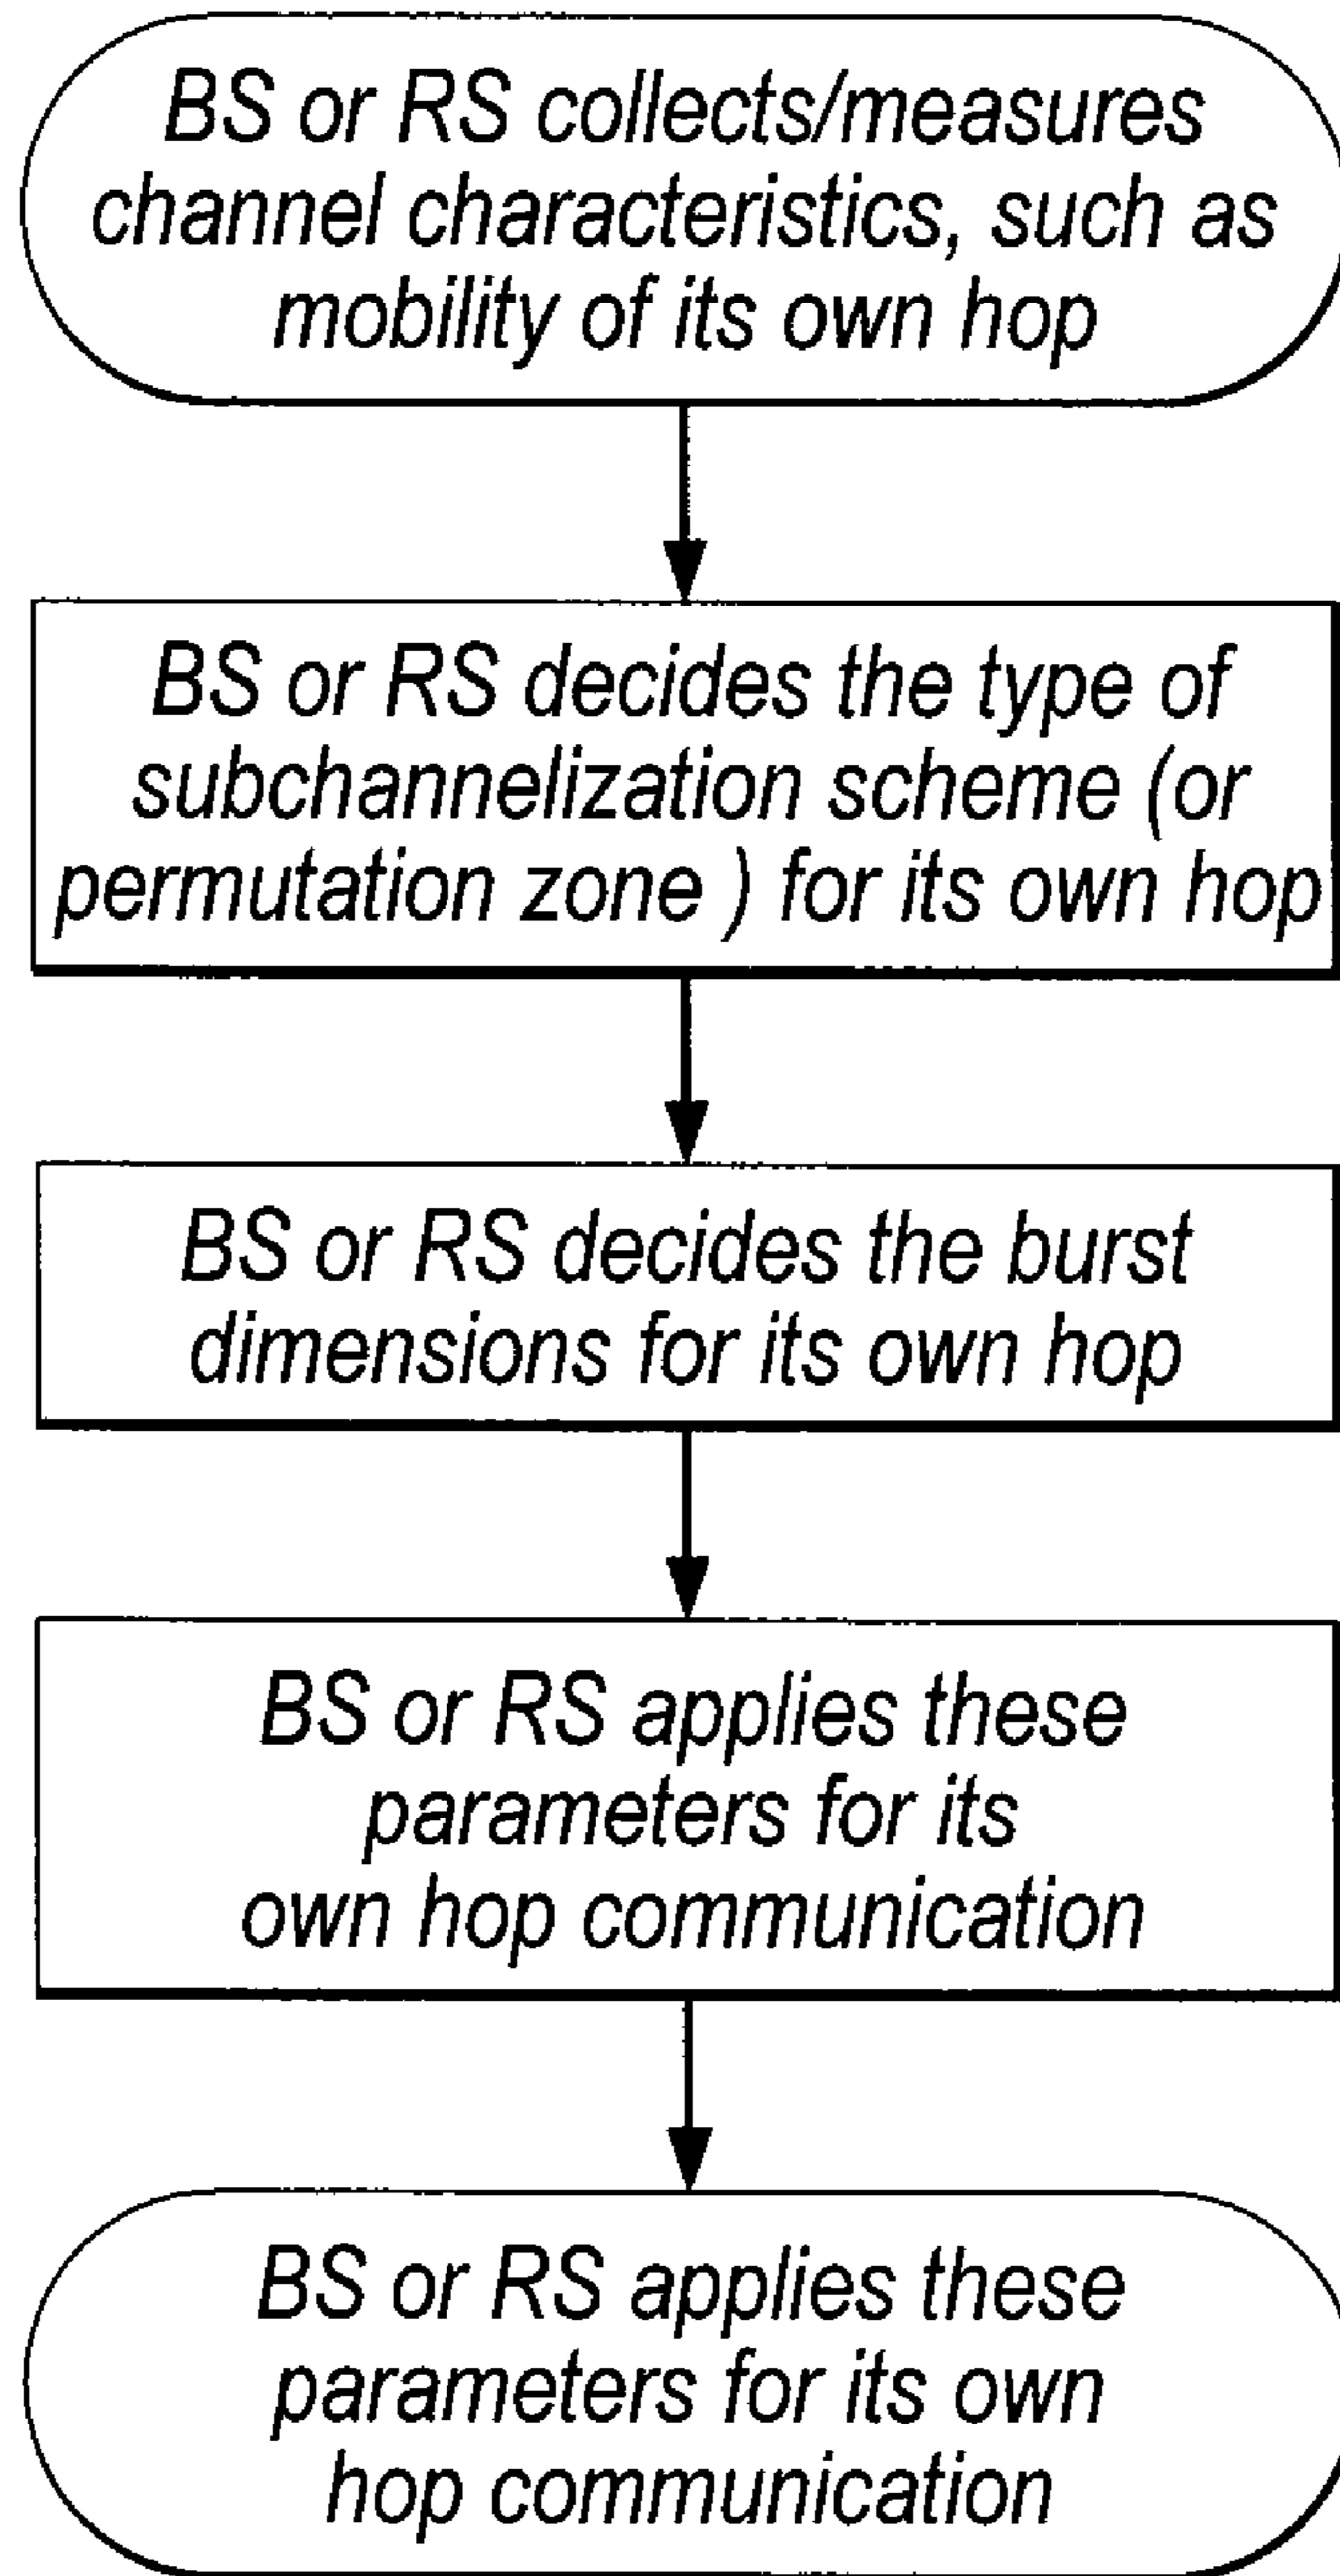 BS or RS collects/measures
channel characteristics, such as
mobility of its own hop
BS or RS decides the type of
subchannelization scheme (or
permutation zone ) for its own hop
BS or RS decides the burst
dimensions for its own hop
BS or RS applies these
parameters for its
own hop communication
BS or RS applies these
parameters for its own
hop communication